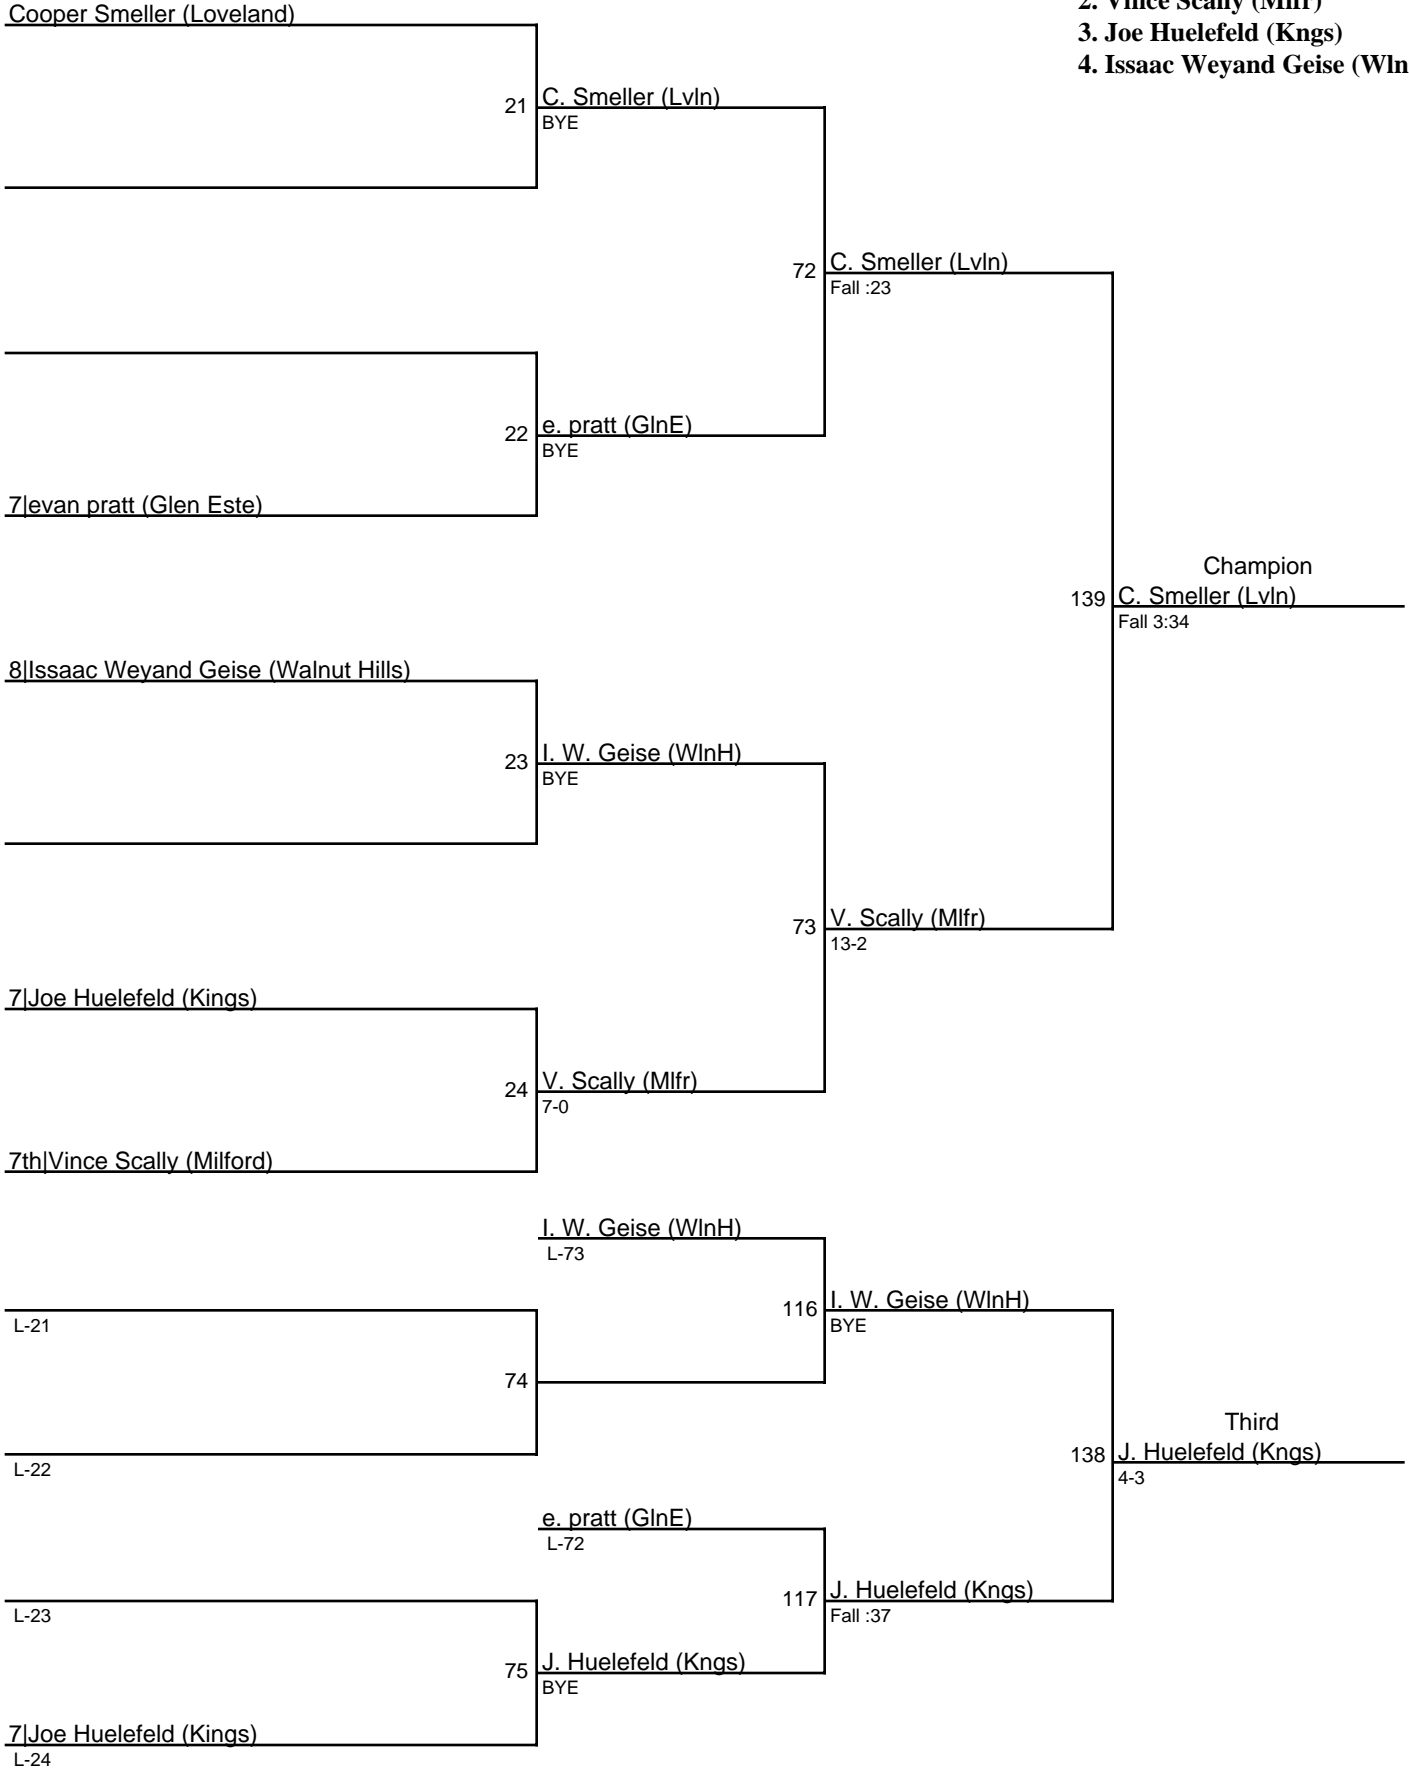 Cooper Smeller (Loveland)
2. Vince Scally (Mlfr)
3. Joe Huelefeld (Kngs)
4. Issaac Weyand Geise (Wln
21 C. Smeller (Lvln)
BYE
72 C. Smeller (Lvln)
Fall :23
22 e. pratt (GlnE)
BYE
7|evan pratt (Glen Este)
Champion
139 C. Smeller (Lvln)
Fall 3:34
8|Issaac Weyand Geise (Walnut Hills)
23 I. W. Geise (WlnH)
BYE
73 V. Scally (Mlfr)
13-2
7|Joe Huelefeld (Kings)
24 V. Scally (Mlfr)
7-0
7th|Vince Scally (Milford)
I. W. Geise (WlnH)
L-73
116 I. W. Geise (WlnH)
BYE
L-21
74
L-22
Third
138 J. Huelefeld (Kngs)
4-3
e. pratt (GlnE)
L-72
117 J. Huelefeld (Kngs)
Fall :37
L-23
75 J. Huelefeld (Kngs)
BYE
7|Joe Huelefeld (Kings)
L-24